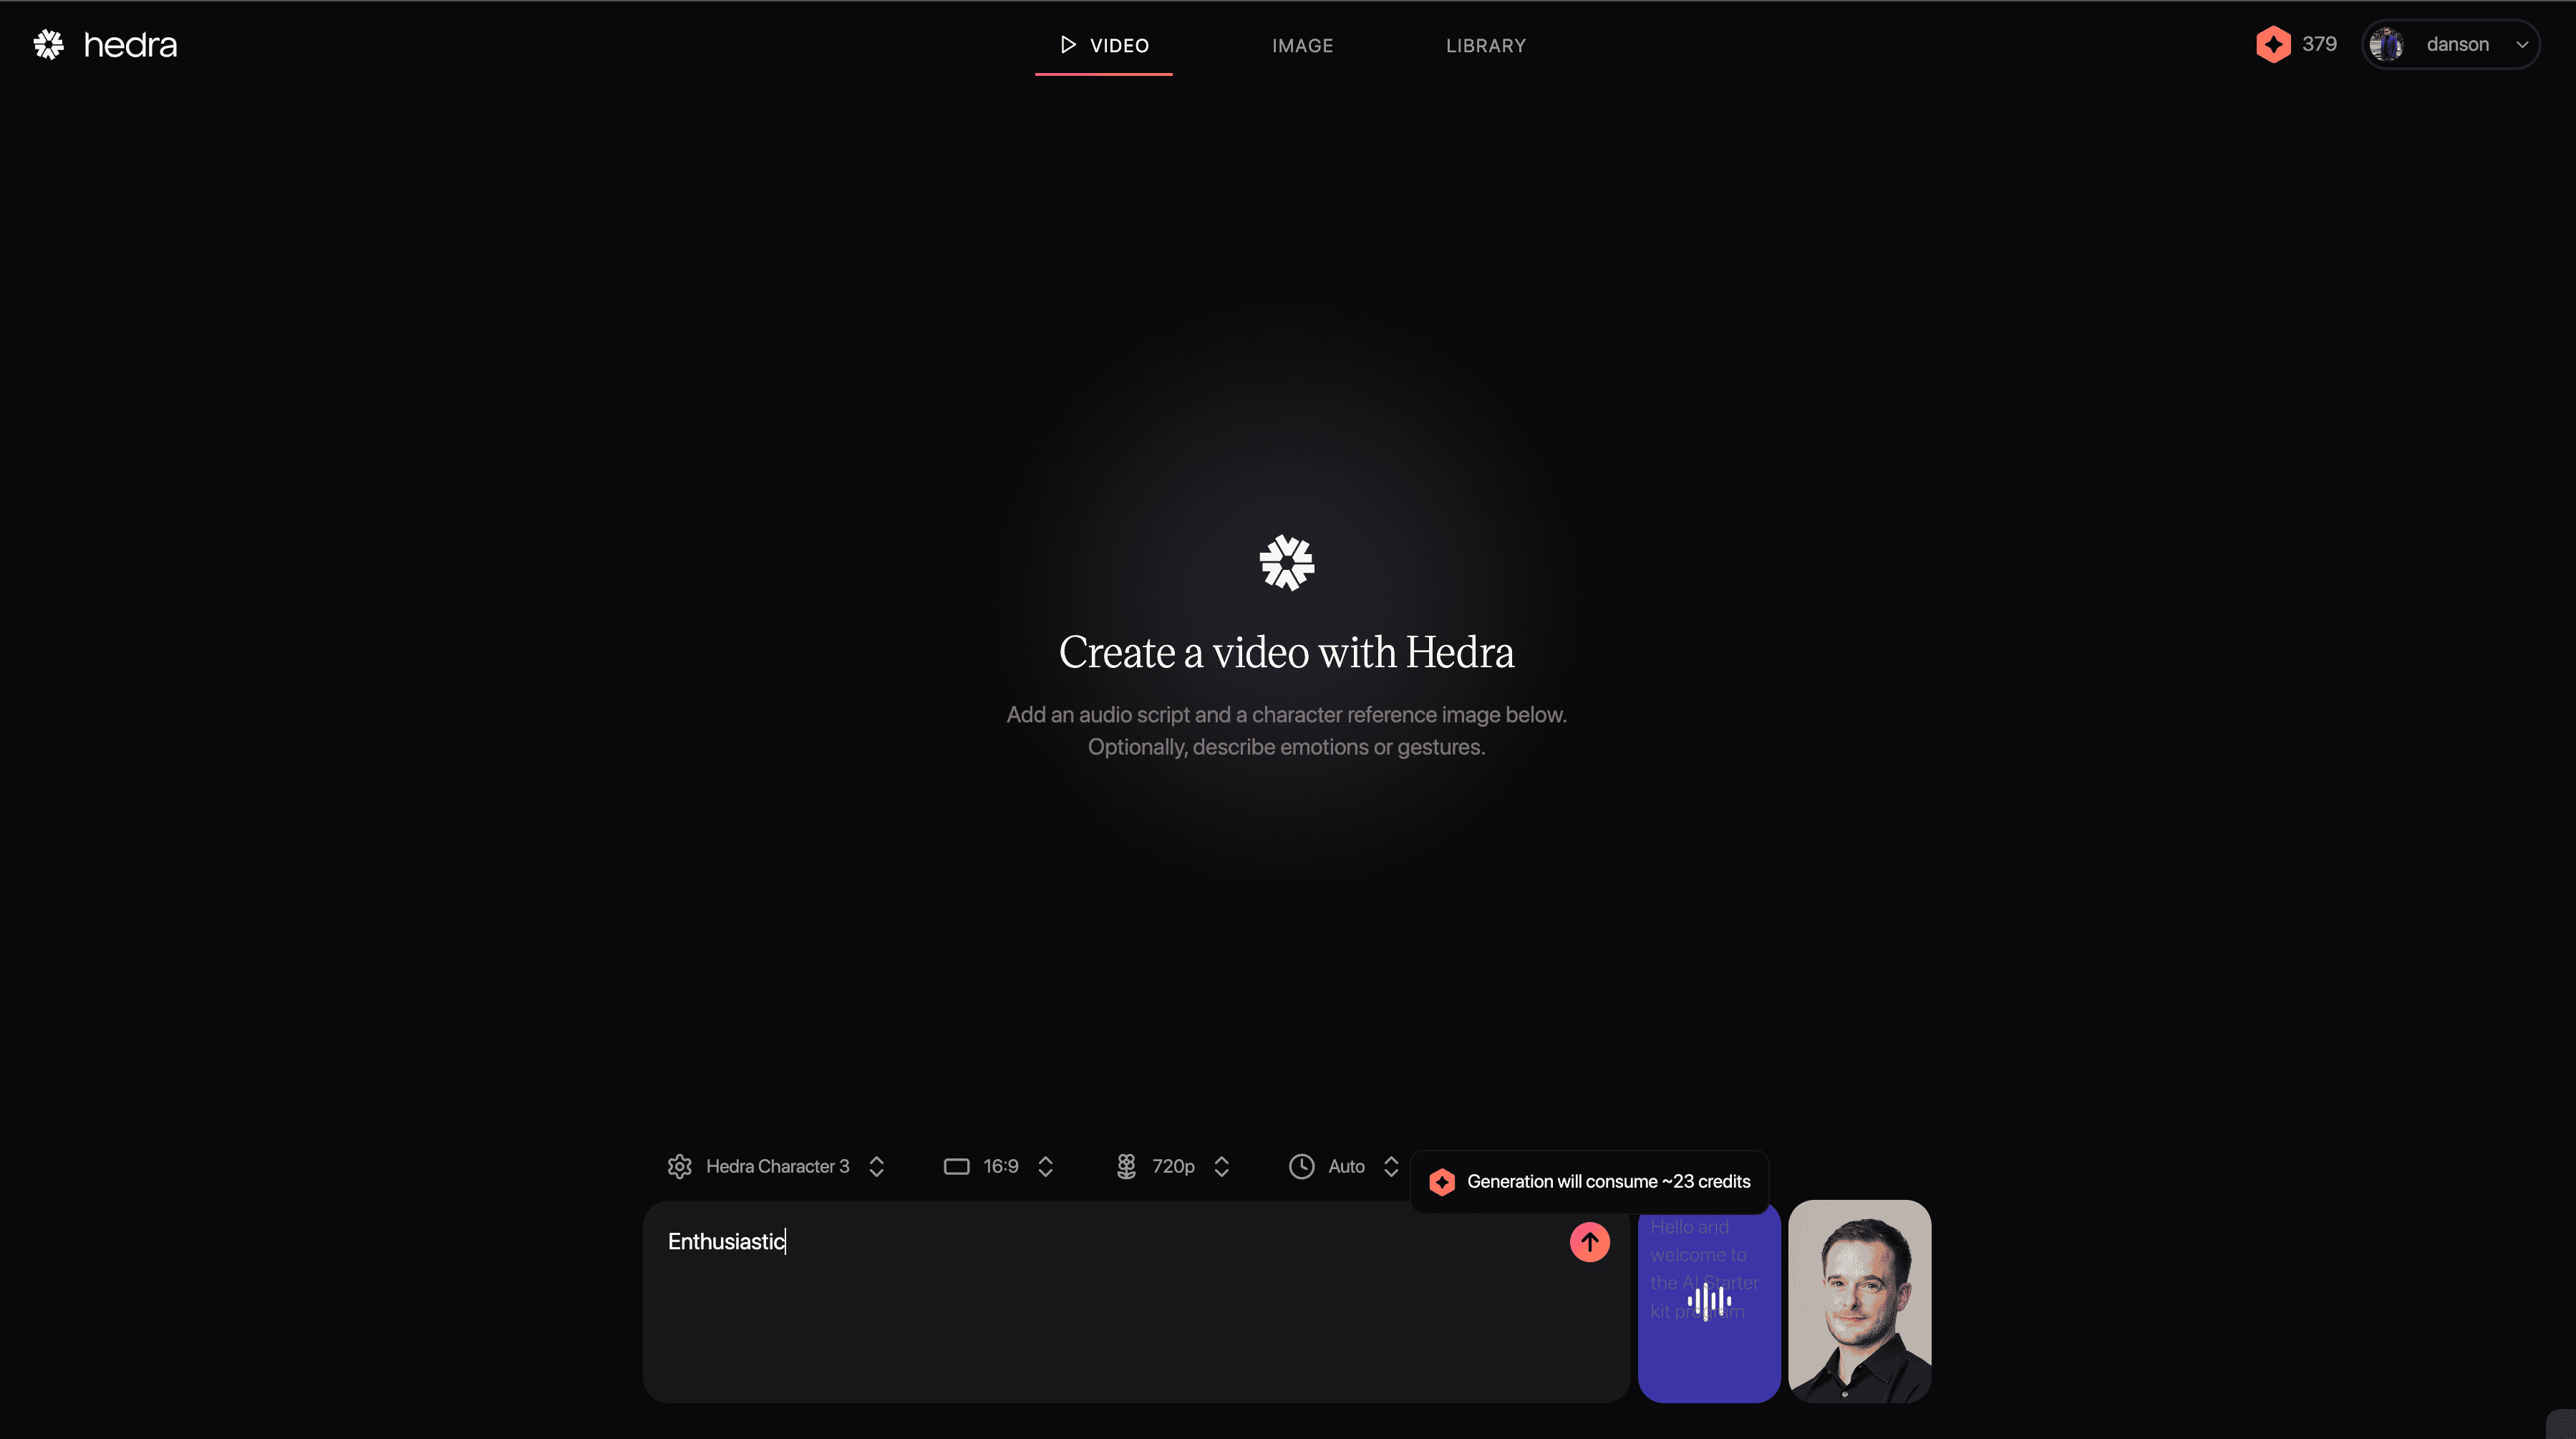 hedra
VIDEO
IMAGE
LIBRARY
379
danson
Create a video with Hedra
Add an audio script and a character reference image below.
Optionally, describe emotions or gestures.
Hedra Character 3
16:9
720p
Auto
Generation will consume ~23 credits
Enthusiastic
Hello and
welcome to
the AI Starter
kit program